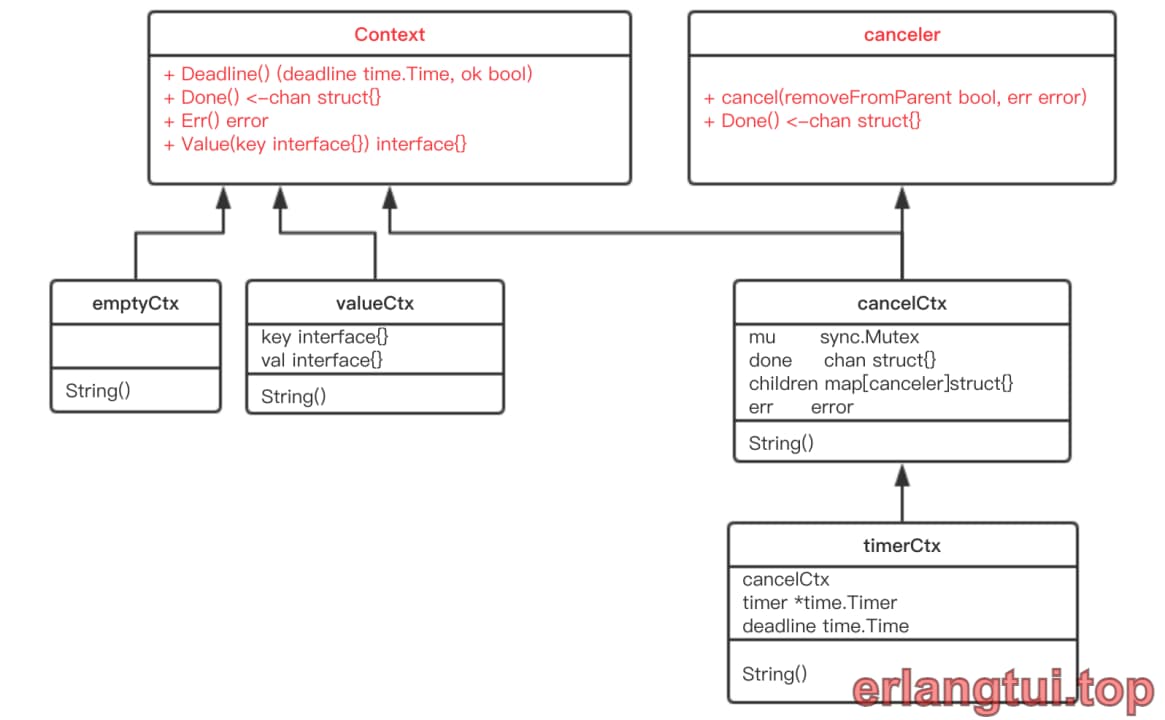 Context
+ Deadline() (deadline time.Time, ok bool)
+ Done() <-chan struct{}
+ Err() error
+ Value(key interface{}) interface{}
canceler
+ cancel(removeFromParent bool, err error)
+ Done() <-chan struct{}
emptyCtx
String()
valueCtx
key interface{}
val interface{}
String()
cancelCtx
mu sync.Mutex
done chan struct{}
children map[canceler]struct{}
err error
String()
timerCtx
cancelCtx
timer *time.Timer
deadline time.Time
String()
erlangtui.top